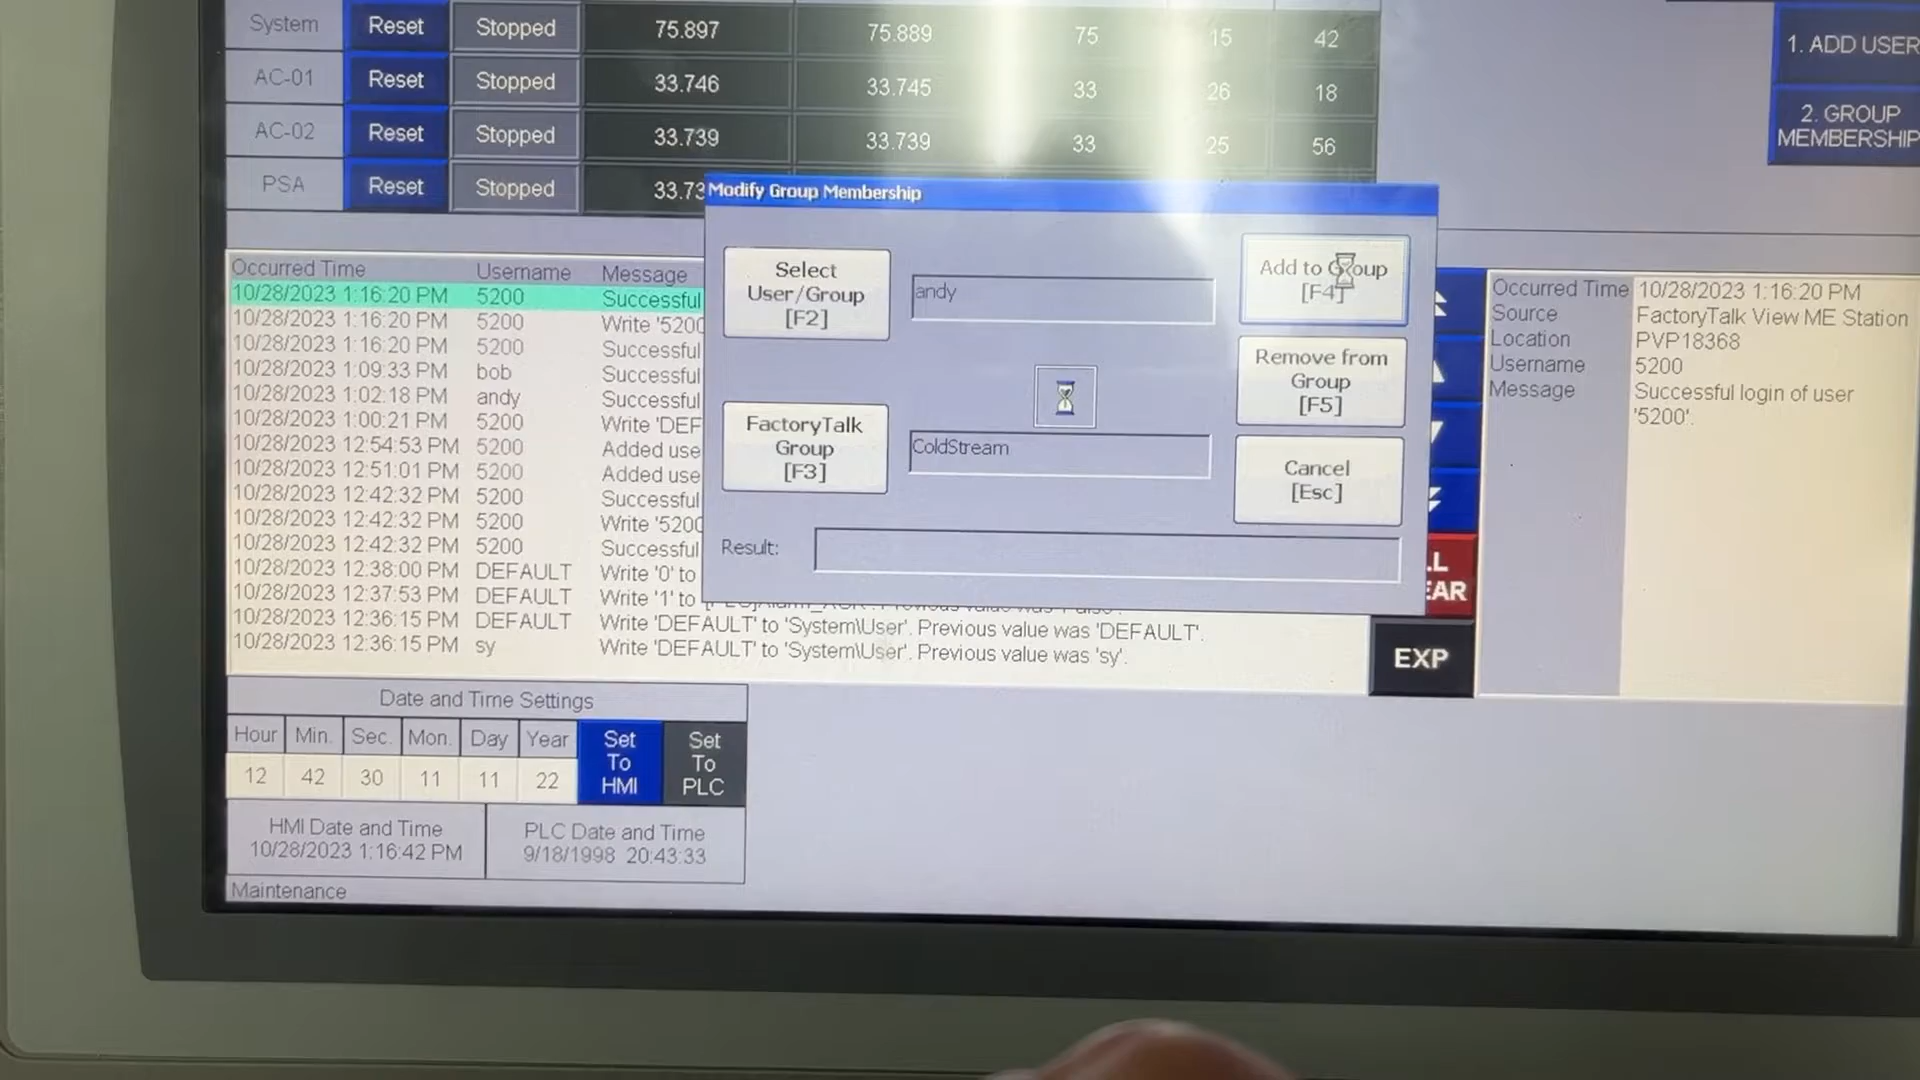 System Reset Stopped 75.897 75.889 75 15 42
AC-01 Reset Stopped 33.746 33.745 33 26 18
AC-02 Reset Stopped 33.739 33.739 33 25 56
PSA Reset Stopped 33.73
1. ADD USER
2. GROUP
MEMBERSHIP
Modify Group Membership
Select
User/Group
[F2]
andy
Add to Group
[F4]
Remove from
Group
[F5]
FactoryTalk
Group
[F3]
ColdStream
Cancel
[Esc]
Result:
Occurred Time Username Message
10/28/2023 1:16:20 PM 5200 Successful
10/28/2023 1:16:20 PM 5200 Write '5200
10/28/2023 1:16:20 PM 5200 Successful
10/28/2023 1:09:33 PM bob Successful
10/28/2023 1:02:18 PM andy Successful
10/28/2023 1:00:21 PM 5200 Write 'DEF
10/28/2023 12:54:53 PM 5200 Added use
10/28/2023 12:51:01 PM 5200 Added use
10/28/2023 12:42:32 PM 5200 Successful
10/28/2023 12:42:32 PM 5200 Write '5200
10/28/2023 12:42:32 PM 5200 Successful
10/28/2023 12:38:00 PM DEFAULT Write '0' to
10/28/2023 12:37:53 PM DEFAULT Write '1' to
10/28/2023 12:36:15 PM DEFAULT Write 'DEFAULT' to 'System\User'. Previous value was 'DEFAULT'.
10/28/2023 12:36:15 PM sy Write 'DEFAULT' to 'System\User'. Previous value was 'sy'.
EXP
Occurred Time 10/28/2023 1:16:20 PM
Source FactoryTalk View ME Station
Location PVP18368
Username 5200
Message Successful login of user
'5200'.
Date and Time Settings
Hour Min. Sec. Mon. Day Year
12 42 30 11 11 22
Set
To
HMI
Set
To
PLC
HMI Date and Time
10/28/2023 1:16:42 PM
PLC Date and Time
9/18/1998 20:43:33
Maintenance